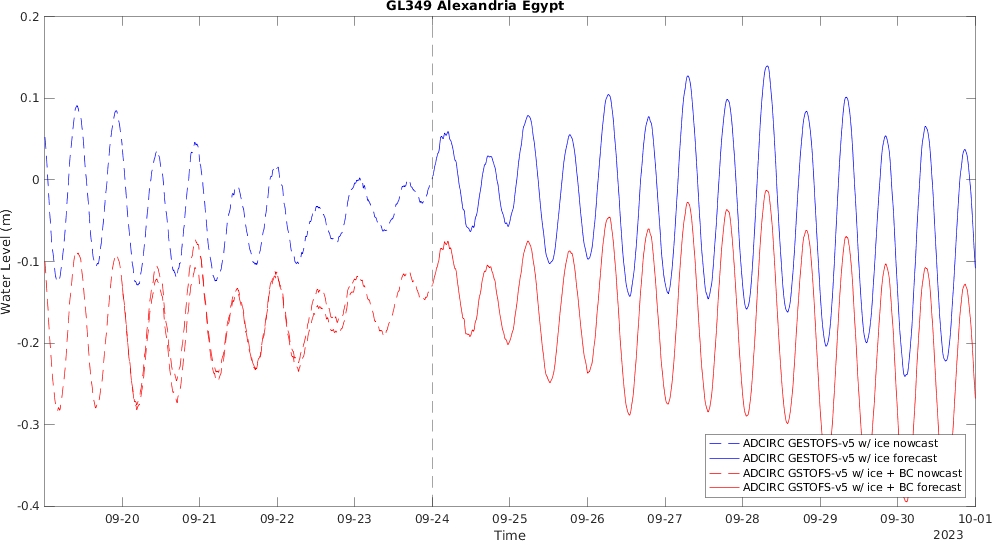 GL349 Alexandria Egypt
0.2
0.1
0
-0.1
-0.2
-0.3
-0.4
Water Level (m)
ADCIRC GESTOFS-v5 w/ ice nowcast
ADCIRC GESTOFS-v5 w/ ice forecast
ADCIRC GSTOFS-v5 w/ ice + BC nowcast
ADCIRC GSTOFS-v5 w/ ice + BC forecast
09-20 09-21 09-22 09-23 09-24 09-25 09-26 09-27 09-28 09-29 09-30 10-01
Time
2023